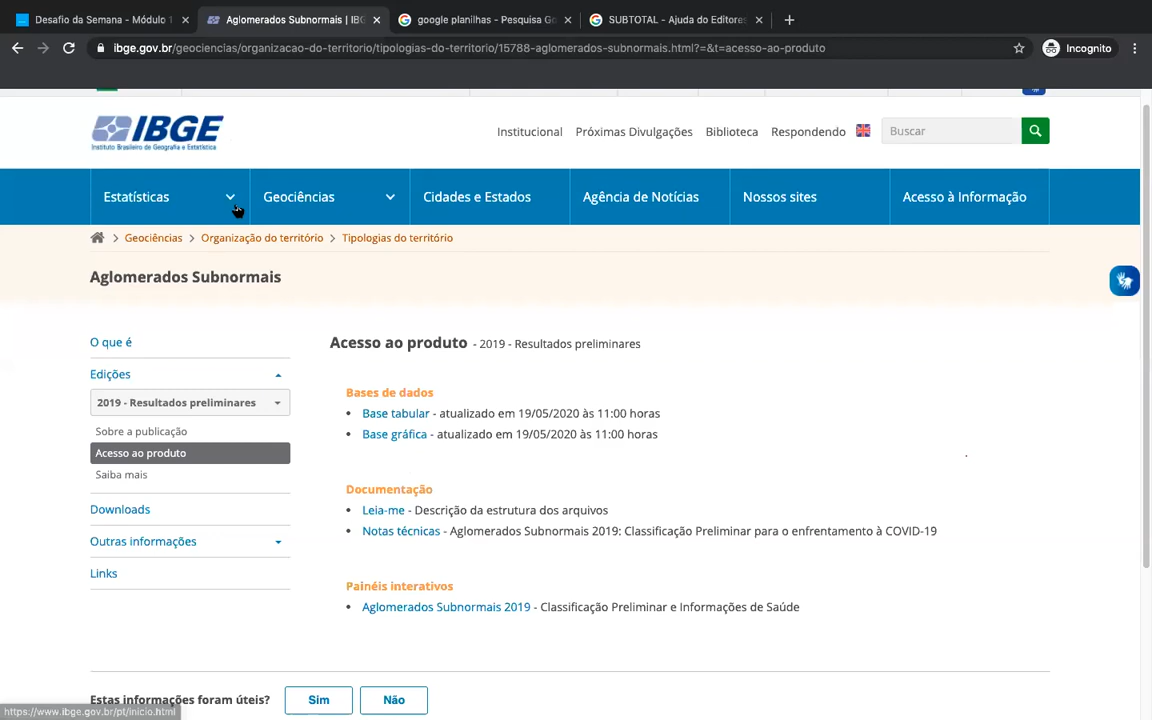 Desafio da Semana - Módulo 1
Aglomerados Subnormais | IBG
google planilhas - Pesquisa Go
SUBTOTAL - Ajuda do Editores
ibge.gov.br/geociencias/organizacao-do-territorio/tipologias-do-territorio/15788-aglomerados-subnormais.html?=&t=acesso-ao-produto
Incognito
IBGE
Instituto Brasileiro de Geografia e Estatística
Institucional Próximas Divulgações Biblioteca Respondendo
Buscar
Estatísticas Geociências Cidades e Estados Agência de Notícias Nossos sites Acesso à Informação
Geociências > Organização do território > Tipologias do território
Aglomerados Subnormais
O que é
Edições
2019 - Resultados preliminares
Sobre a publicação
Acesso ao produto
Saiba mais
Downloads
Outras informações
Links
Acesso ao produto - 2019 - Resultados preliminares
Bases de dados
• Base tabular - atualizado em 19/05/2020 às 11:00 horas
• Base gráfica - atualizado em 19/05/2020 às 11:00 horas
Documentação
• Leia-me - Descrição da estrutura dos arquivos
• Notas técnicas - Aglomerados Subnormais 2019: Classificação Preliminar para o enfrentamento à COVID-19
Painéis interativos
• Aglomerados Subnormais 2019 - Classificação Preliminar e Informações de Saúde
Estas informações foram úteis? Sim Não
https://www.ibge.gov.br/pt/inicio.html